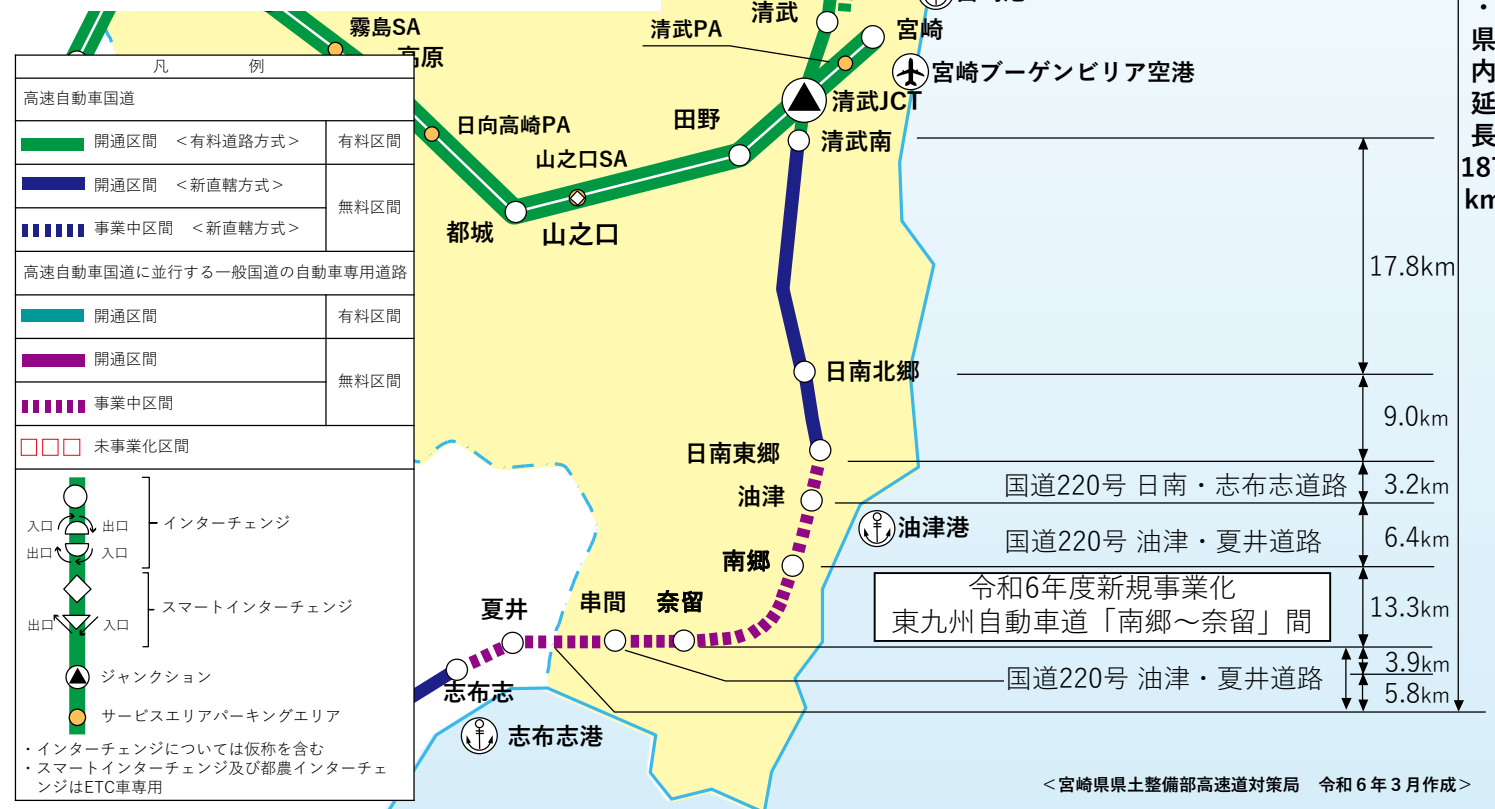 霧島SA
高原
清武
清武PA
宮崎
宮崎ブーゲンビリア空港
清武JCT
清武南
田野
日向高崎PA
山之口SA
都城
山之口
・
県
内
延
長
km
凡 例
高速自動車国道
開通区間 <有料道路方式> 有料区間
開通区間 <新直轄方式>
無料区間
事業中区間 <新直轄方式>
高速自動車国道に並行する一般国道の自動車専用道路
開通区間 有料区間
開通区間
無料区間
事業中区間
未事業化区間
インターチェンジ
入口 出口
出口 入口
スマートインターチェンジ
出口 入口
ジャンクション
サービスエリアパーキングエリア
・インターチェンジについては仮称を含む
・スマートインターチェンジ及び都農インターチェ
ンジはETC車専用
17.8km
日南北郷
9.0km
日南東郷
国道220号 日南・志布志道路 3.2km
油津
油津港
国道220号 油津・夏井道路 6.4km
南郷
令和6年度新規事業化
東九州自動車道「南郷～奈留」間
13.3km
夏井 串間 奈留
3.9km
国道220号 油津・夏井道路
5.8km
志布志
志布志港
<宮崎県県土整備部高速道対策局 令和6年3月作成>